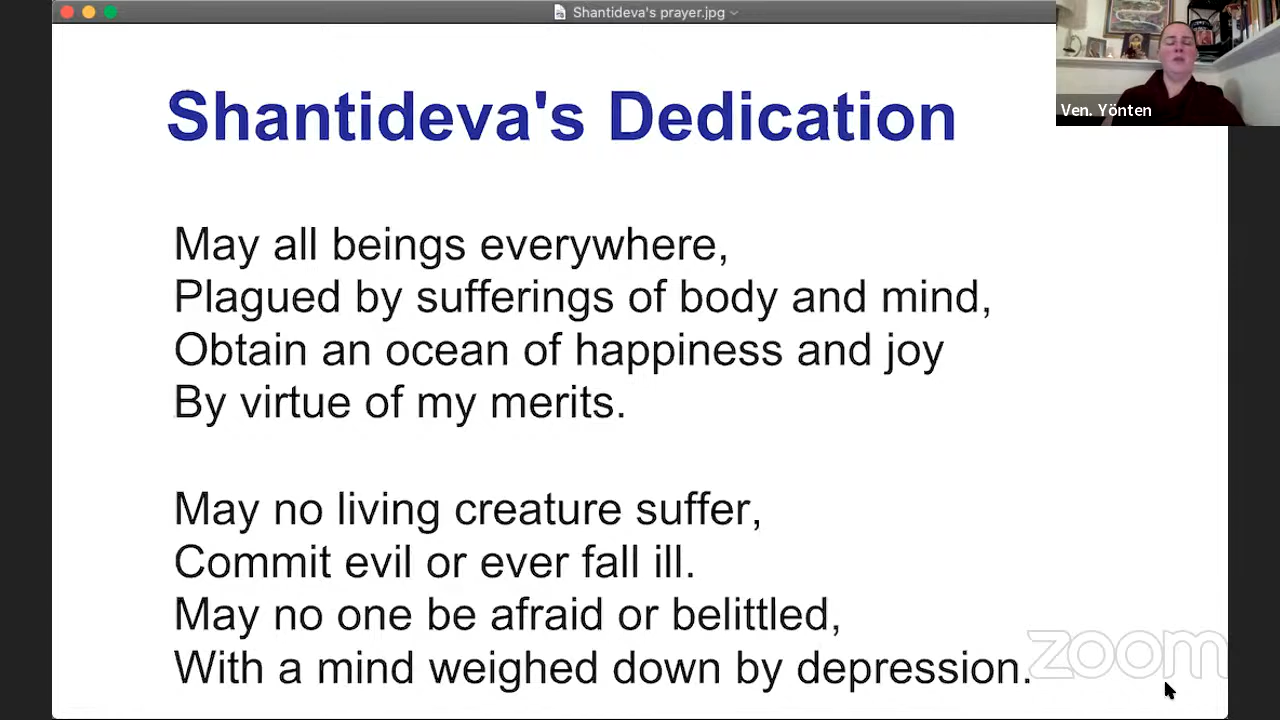 Shantideva's prayer.jpg
Ven. Yönten
Shantideva's Dedication
May all beings everywhere,
Plagued by sufferings of body and mind,
Obtain an ocean of happiness and joy
By virtue of my merits.
May no living creature suffer,
Commit evil or ever fall ill.
May no one be afraid or belittled,
With a mind weighed down by depression.
zoom